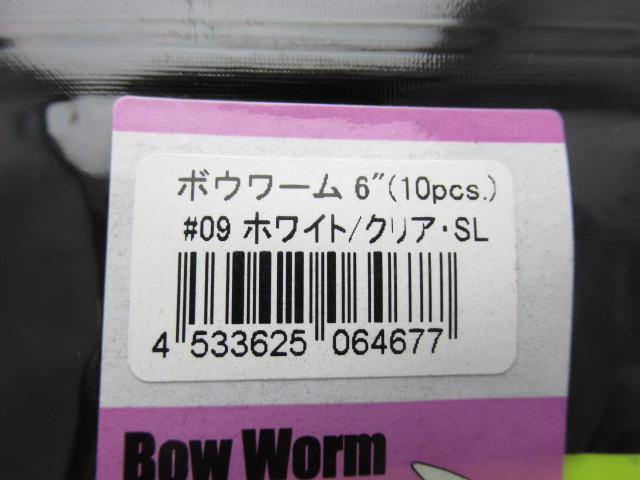 ボウワーム 6″(10pcs.)
#09 ホワイト/クリア・SL
4 533625 064677
Bow Worm